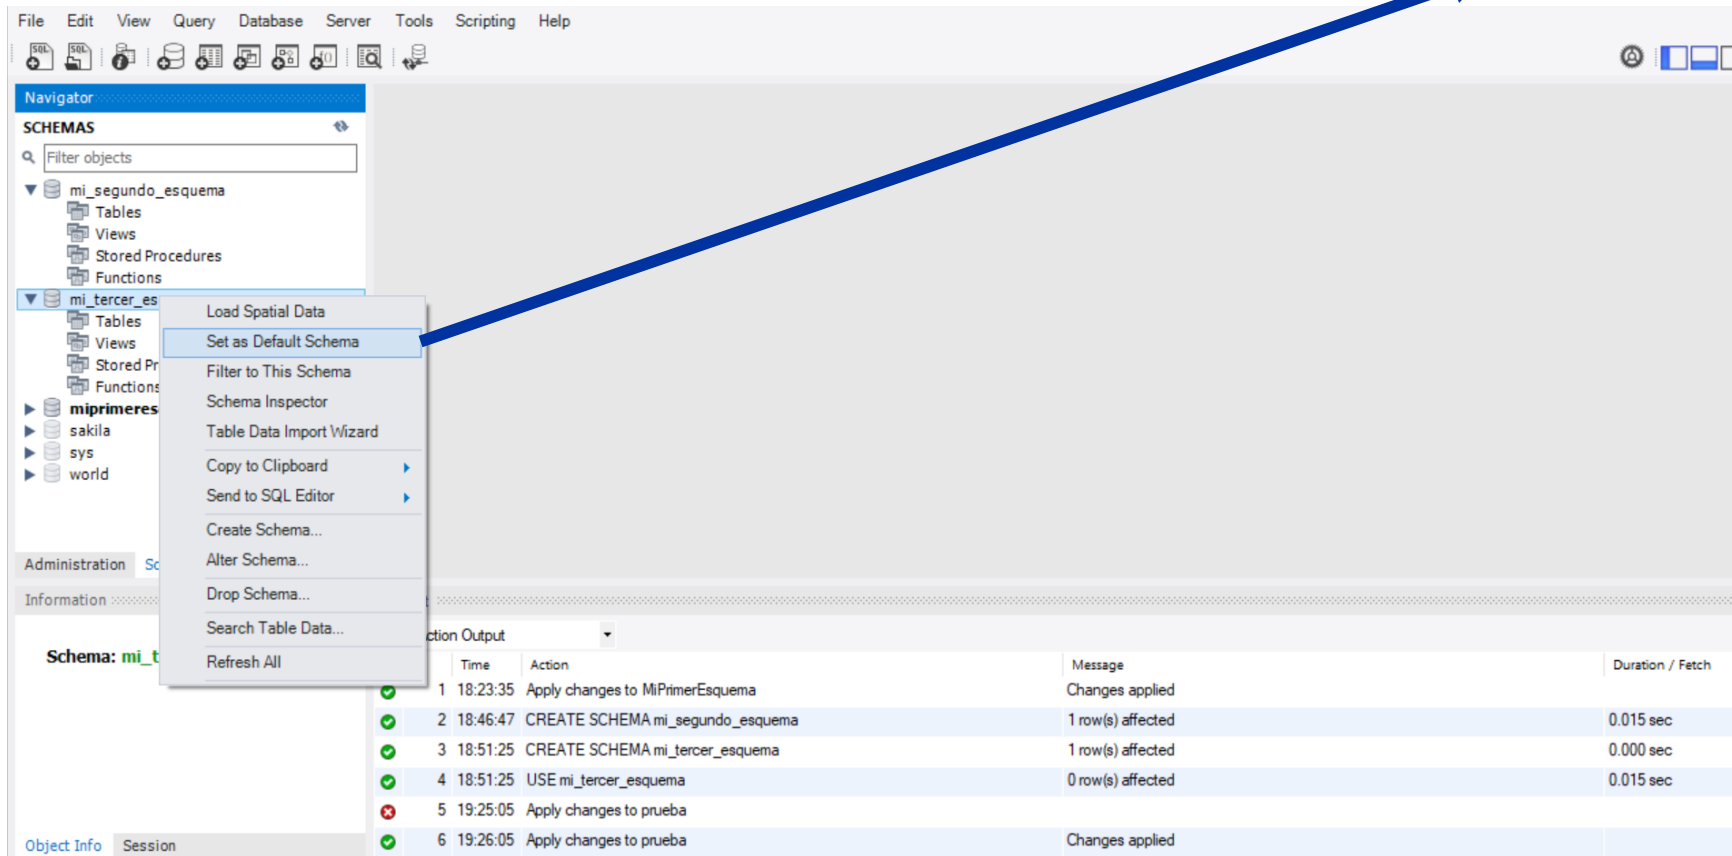 File Edit View Query Database Server Tools Scripting Help
Navigator
SCHEMAS
Filter objects
mi_segundo_esquema
Tables
Views
Stored Procedures
Functions
mi_tercer_es
Tables
Views
Stored Pr
Functions
miprimeres
sakila
sys
world
Load Spatial Data
Set as Default Schema
Filter to This Schema
Schema Inspector
Table Data Import Wizard
Copy to Clipboard
Send to SQL Editor
Create Schema...
Alter Schema...
Drop Schema...
Search Table Data...
Refresh All
Administration Sc
Information
Schema: mi_t
Object Info Session
ction Output
Time Action Message Duration / Fetch
1 18:23:35 Apply changes to MiPrimerEsquema Changes applied
2 18:46:47 CREATE SCHEMA mi_segundo_esquema 1 row(s) affected 0.015 sec
3 18:51:25 CREATE SCHEMA mi_tercer_esquema 1 row(s) affected 0.000 sec
4 18:51:25 USE mi_tercer_esquema 0 row(s) affected 0.015 sec
5 19:25:05 Apply changes to prueba
6 19:26:05 Apply changes to prueba Changes applied